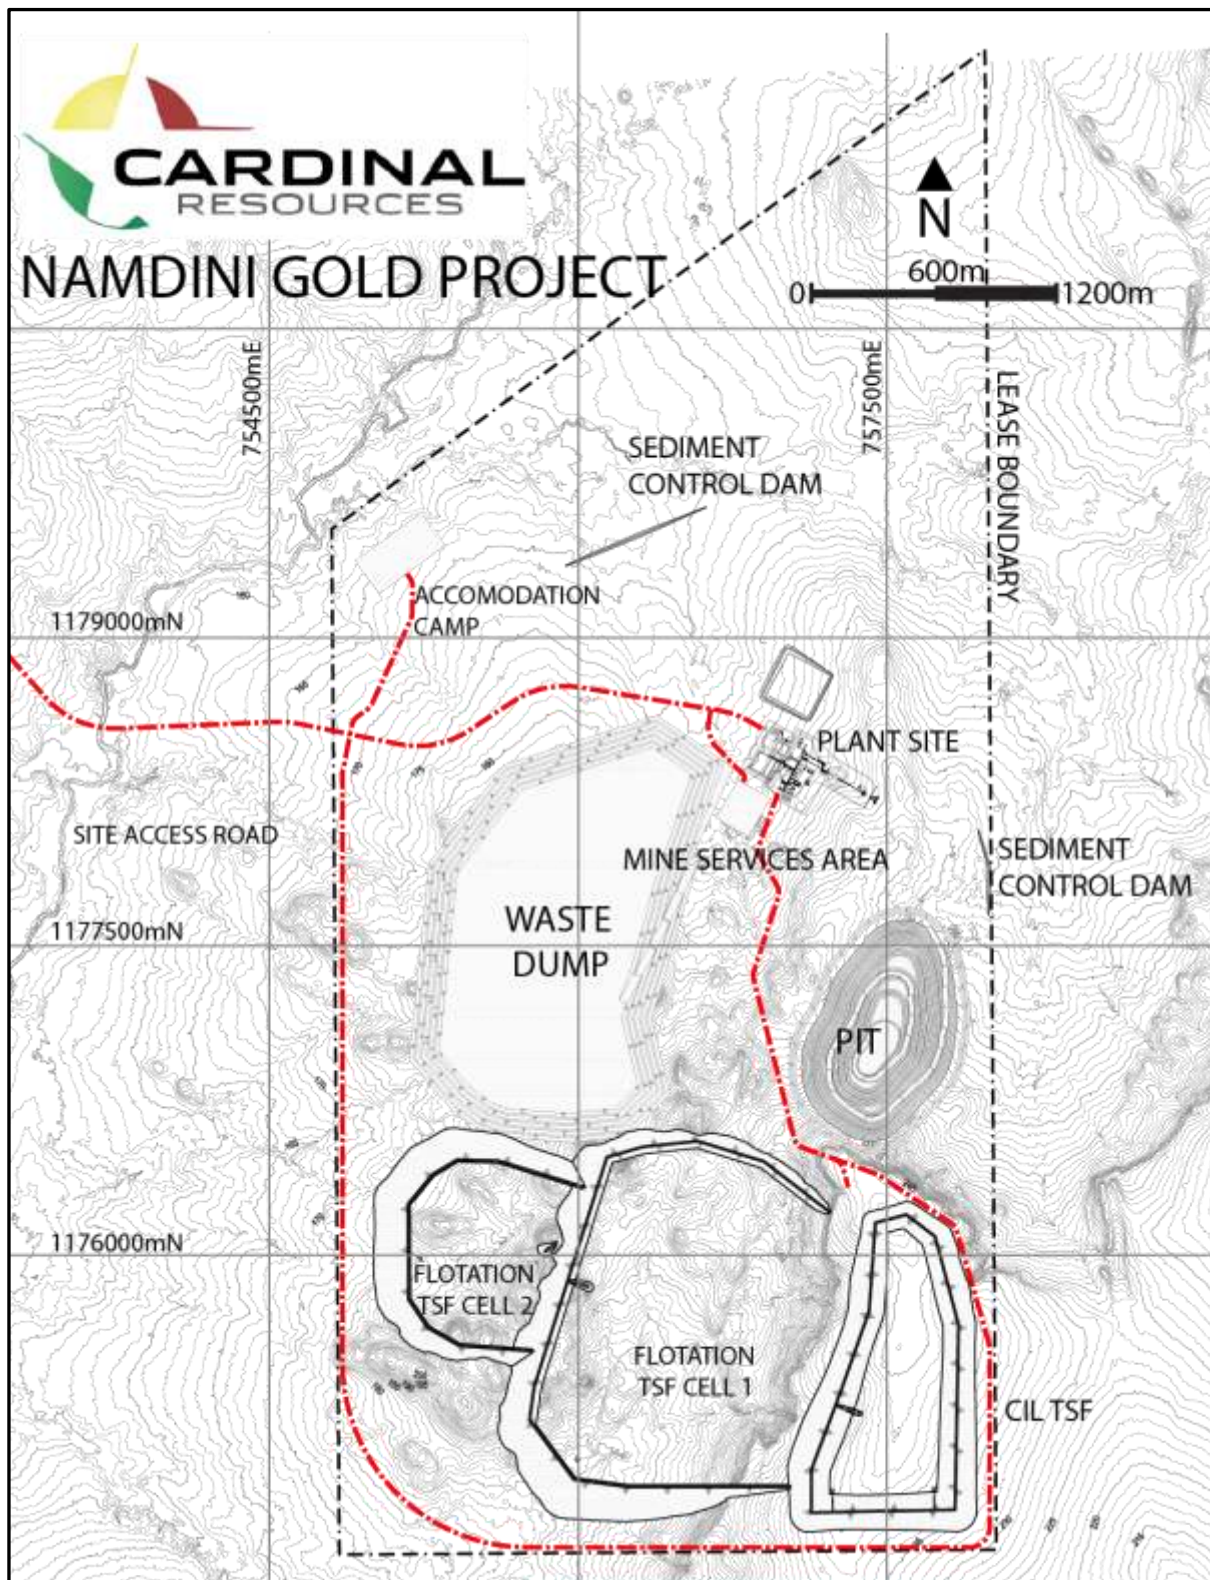 CARDINAL
RESOURCES
NAMDINI GOLD PROJECT
N
600m
0
1200m
754500mE
757500mE
LEASE BOUNDARY
SEDIMENT
CONTROL DAM
ACCOMODATION
CAMP
1179000mN
PLANT SITE
SITE ACCESS ROAD
MINE SERVICES AREA
SEDIMENT
CONTROL DAM
WASTE
DUMP
1177500mN
PIT
1176000mN
FLOTATION
TSF CELL 2
FLOTATION
TSF CELL 1
CIL TSF